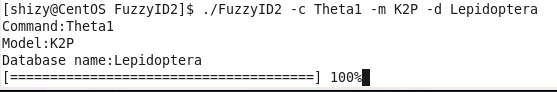 [shizy@CentOS FuzzyID2]$ ./FuzzyID2 -c Theta1 -m K2P -d Lepidoptera
Command:Theta1
Model:K2P
Database name:Lepidoptera
[======================================] 100%